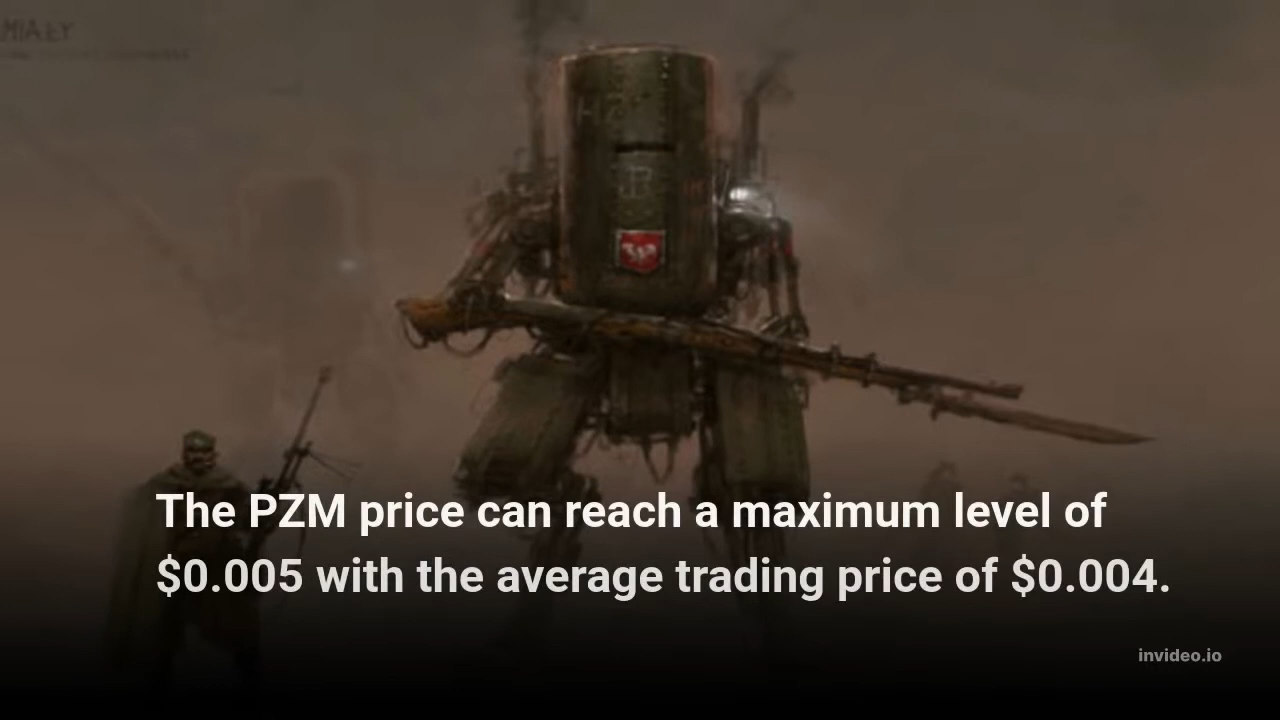 The PZM price can reach a maximum level of
$0.005 with the average trading price of $0.004.
invideo.io